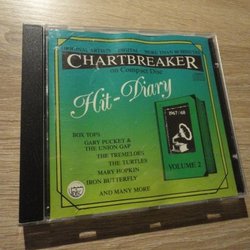 ORIGINAL ARTISTS · DIGITAL · MORE THAN 60 MINUTES
CHARTBREAKER
on Compact Disc
Hit-Diary
1967/68
BOX TOPS
GARY PUCKET &
THE UNION GAP
THE TREMELOES
THE TURTLES
MARY HOPKIN
IRON BUTTERFLY
AND MANY MORE
VOLUME 2